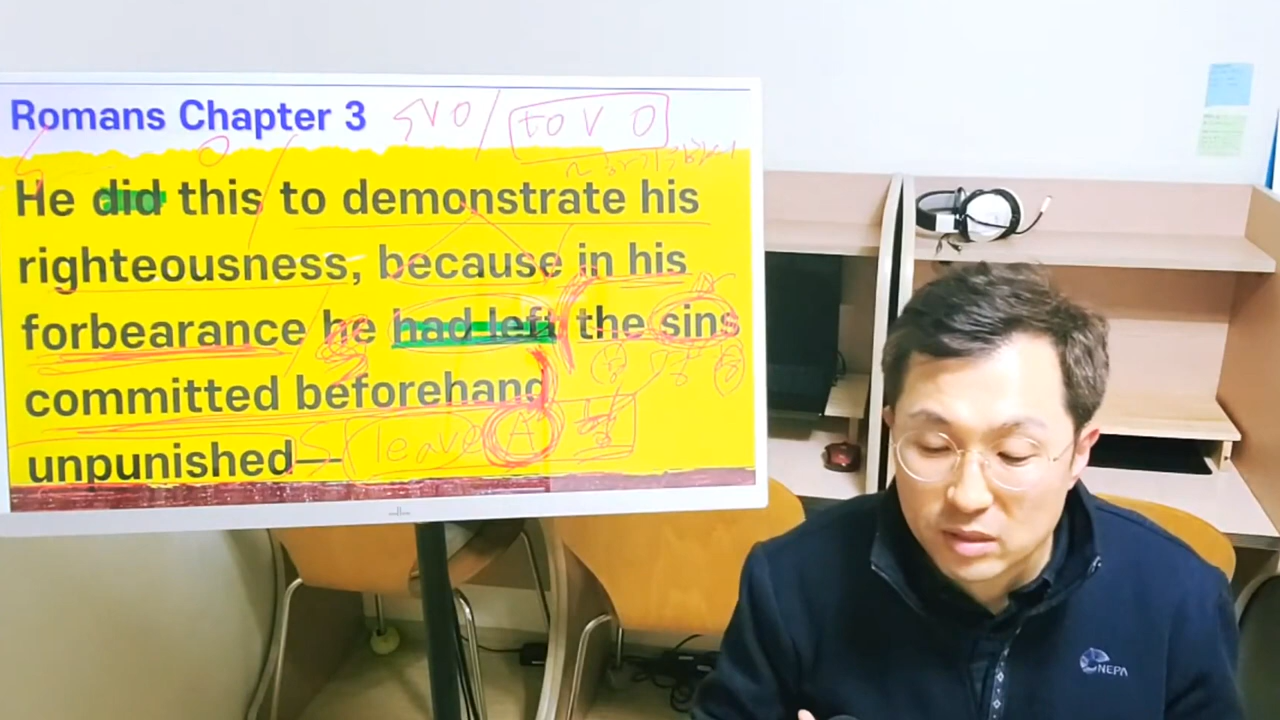 Romans Chapter 3
S V O / to V O
He did this to demonstrate his
righteousness, because in his
forbearance he had left the sins
committed beforehand
leave A
unpunished—
NEPA